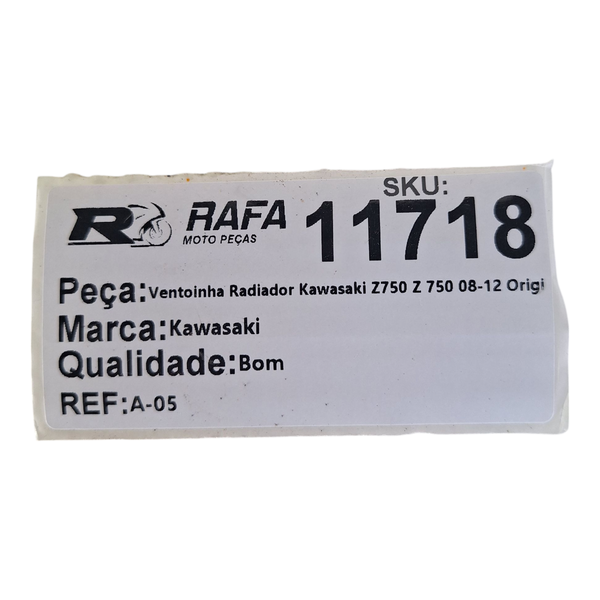 SKU:
R RAFA
MOTO PEÇAS
11718
Peça:Ventoinha Radiador Kawasaki Z750 Z 750 08-12 Origi
Marca:Kawasaki
Qualidade:Bom
REF:A-05